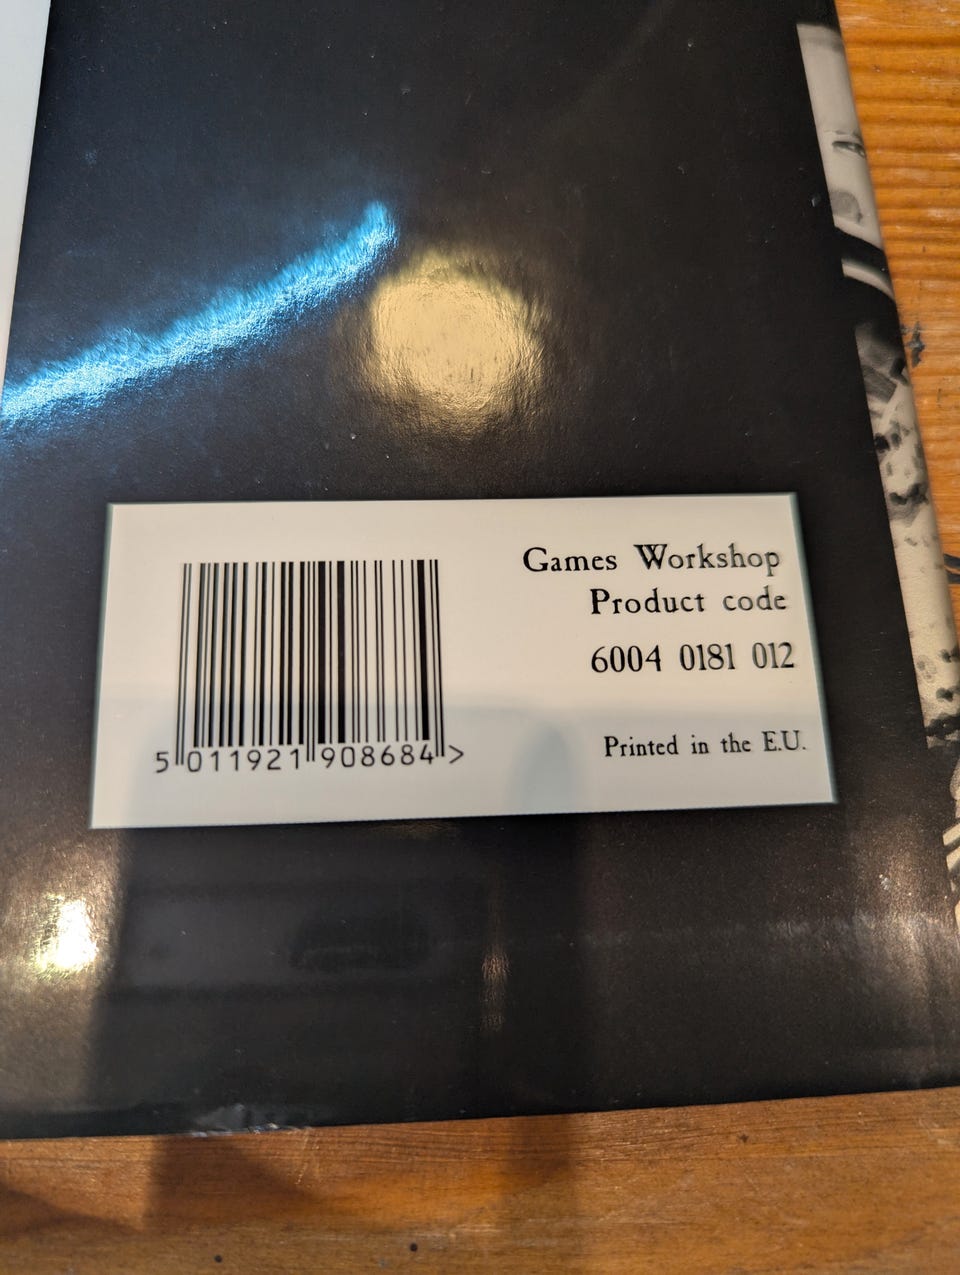 Games Workshop
Product code
6004 0181 012
Printed in the E.U.
5 011921 908684 >